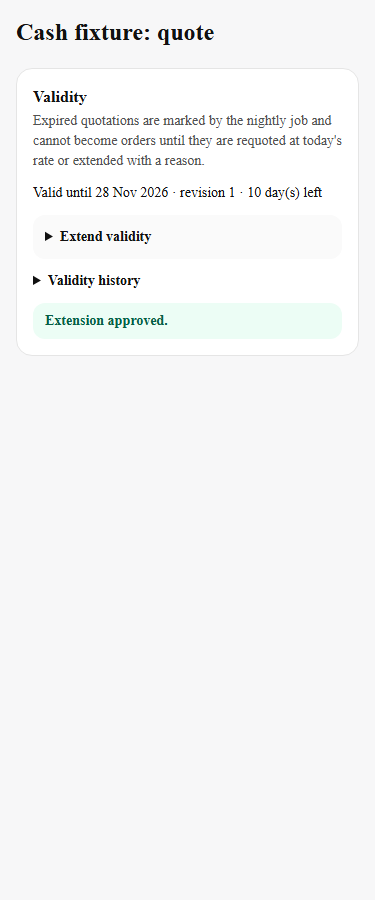 Cash fixture: quote
Validity
Expired quotations are marked by the nightly job and
cannot become orders until they are requoted at today's
rate or extended with a reason.
Valid until 28 Nov 2026 · revision 1 · 10 day(s) left
Extend validity
Validity history
Extension approved.